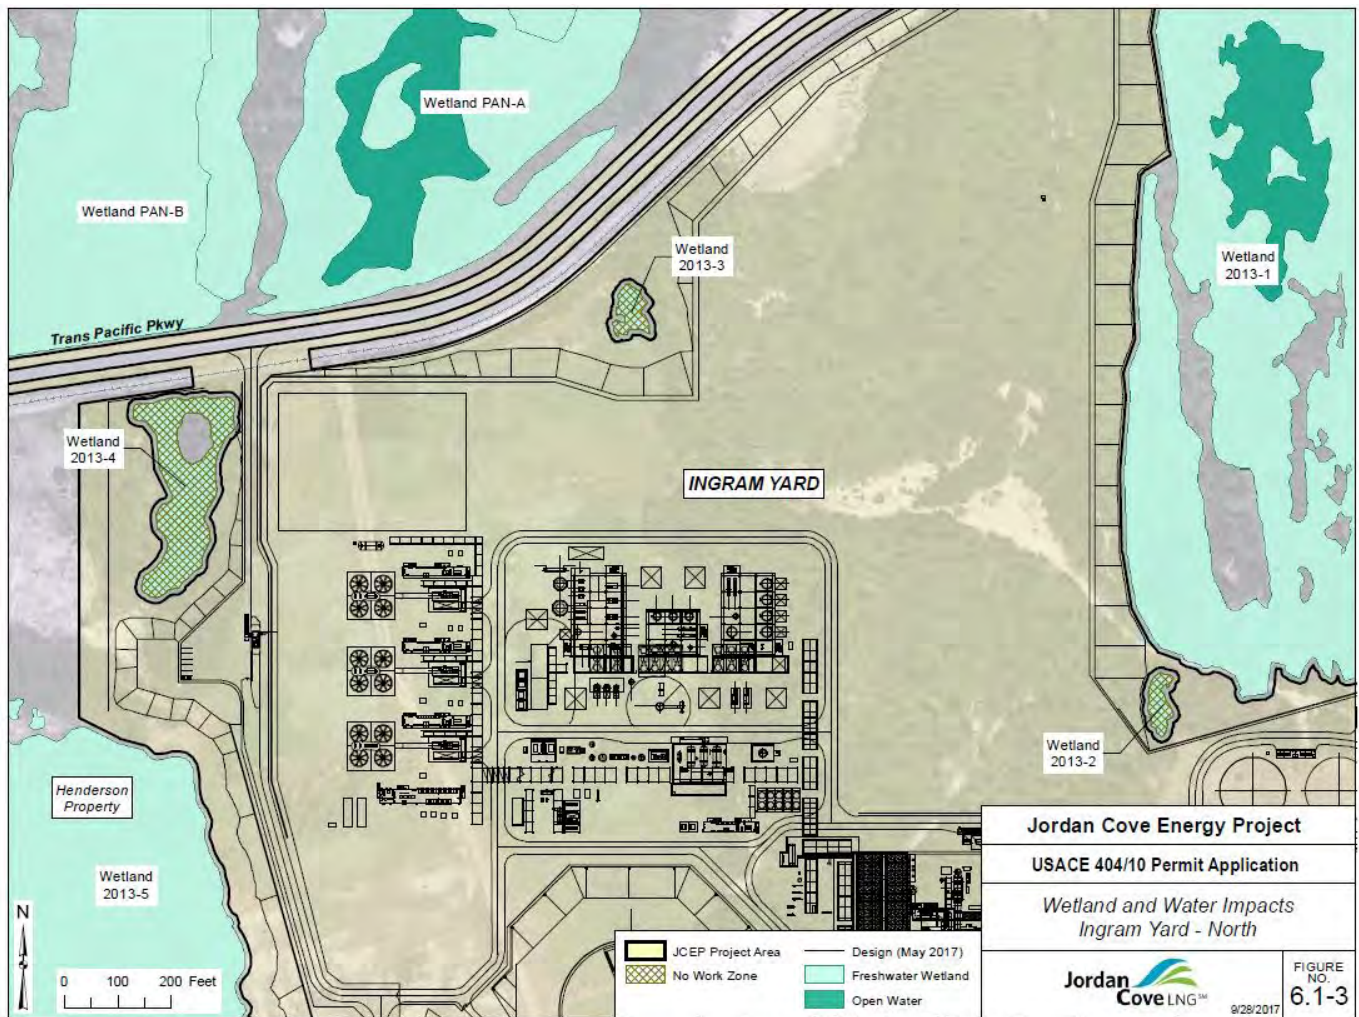 Wetland PAN-A
Wetland PAN-B
Wetland
2013-3
Wetland
2013-1
Trans Pacific Pkwy
Wetland
2013-4
INGRAM YARD
Wetland
2013-2
Henderson
Property
Wetland
2013-5
N
0 100 200 Feet
JCEP Project Area
No Work Zone
Design (May 2017)
Freshwater Wetland
Open Water
Jordan Cove Energy Project
USACE 404/10 Permit Application
Wetland and Water Impacts
Ingram Yard - North
Jordan
Cove LNG SM
9/28/2017
FIGURE
NO.
6.1-3